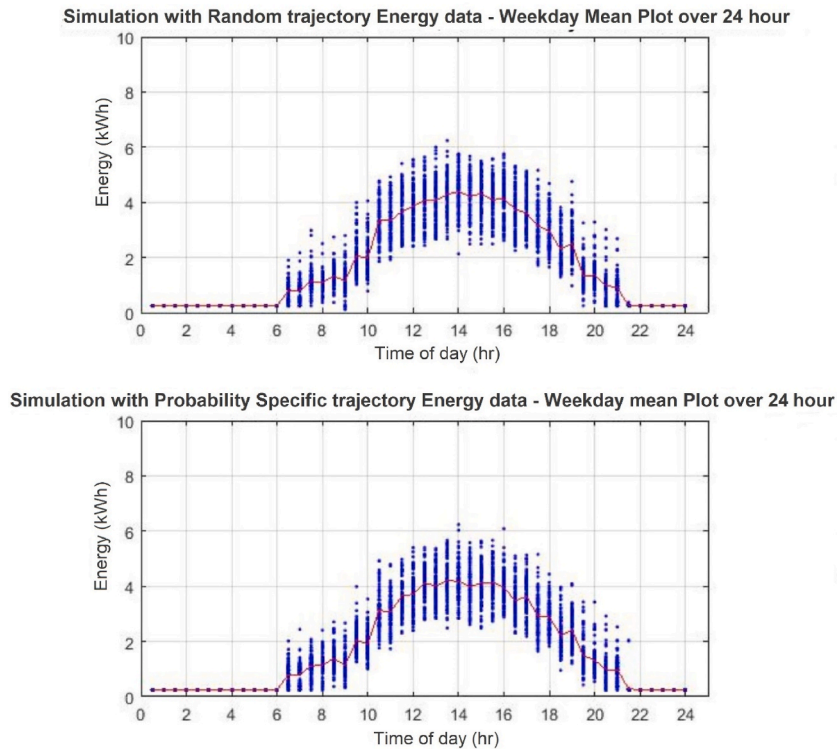 Simulation with Random trajectory Energy data - Weekday Mean Plot over 24 hour
10
8
6
4
2
0
Energy (kWh)
0 2 4 6 8 10 12 14 16 18 20 22 24
Time of day (hr)
Simulation with Probability Specific trajectory Energy data - Weekday mean Plot over 24 hour
10
8
6
4
2
0
Energy (kWh)
0 2 4 6 8 10 12 14 16 18 20 22 24
Time of day (hr)